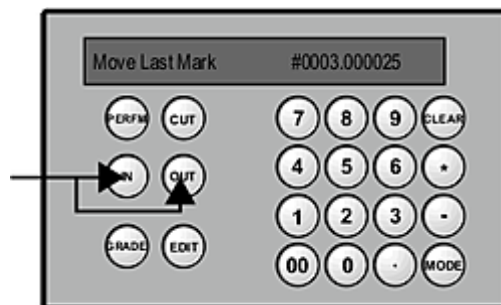 Move Last Mark #0003.000025
PERFM CUT 7 8 9 CLEAR
IN OUT 4 5 6 *
1 2 3 -
GRADE EDIT 00 0 . MODE